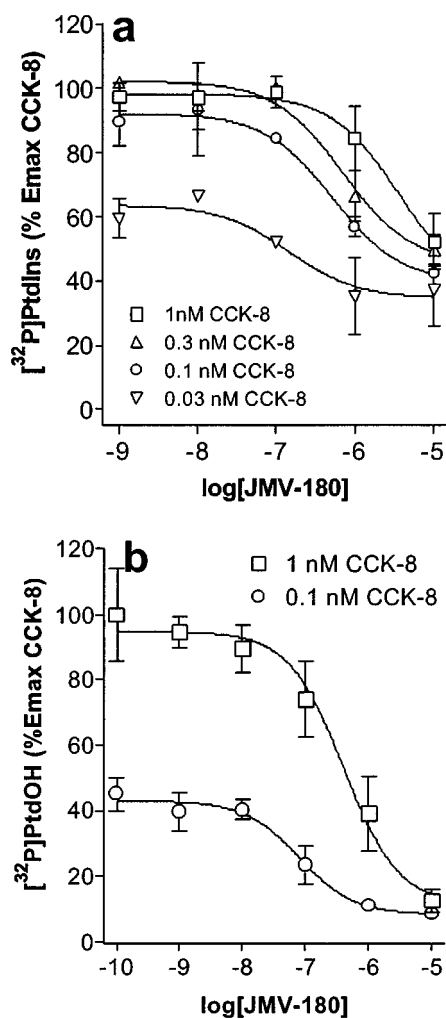 a
[³²P]PtdIns (% Emax CCK-8)
120
100
80
60
40
20
0
1nM CCK-8
0.3 nM CCK-8
0.1 nM CCK-8
0.03 nM CCK-8
-9 -8 -7 -6 -5
log[JMV-180]
b
[³²P]PtdOH (%Emax CCK-8)
120
100
80
60
40
20
0
1 nM CCK-8
0.1 nM CCK-8
-10 -9 -8 -7 -6 -5
log[JMV-180]